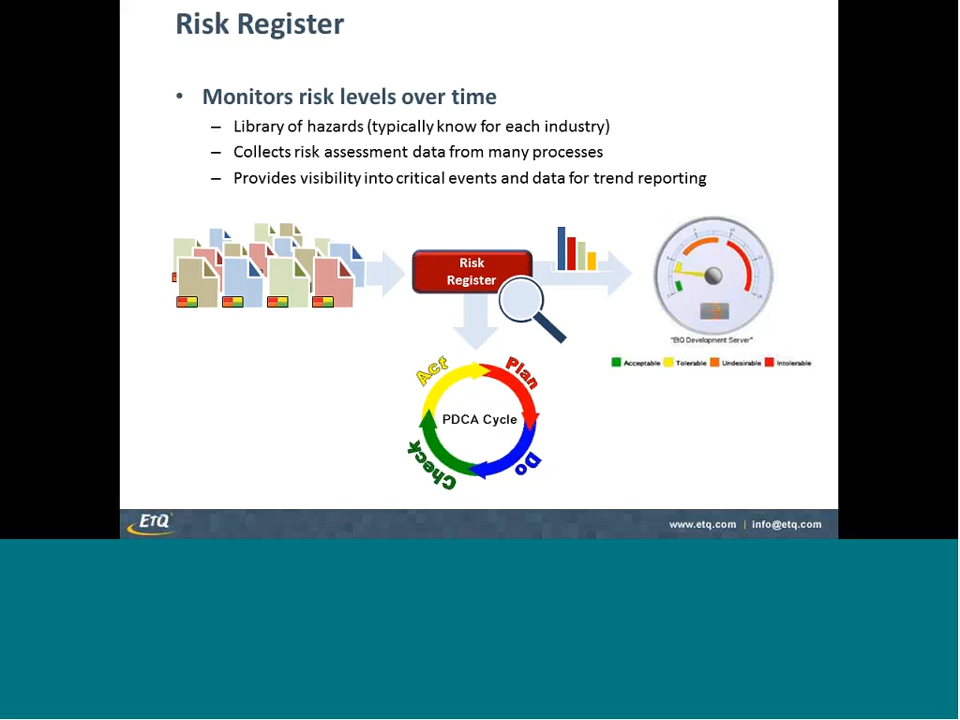 Risk Register
• Monitors risk levels over time
– Library of hazards (typically know for each industry)
– Collects risk assessment data from many processes
– Provides visibility into critical events and data for trend reporting
Risk
Register
"EtQ Development Server"
Acceptable Tolerable Undesirable Intolerable
Act
Plan
PDCA Cycle
Check
Do
ETQ
www.etq.com | info@etq.com